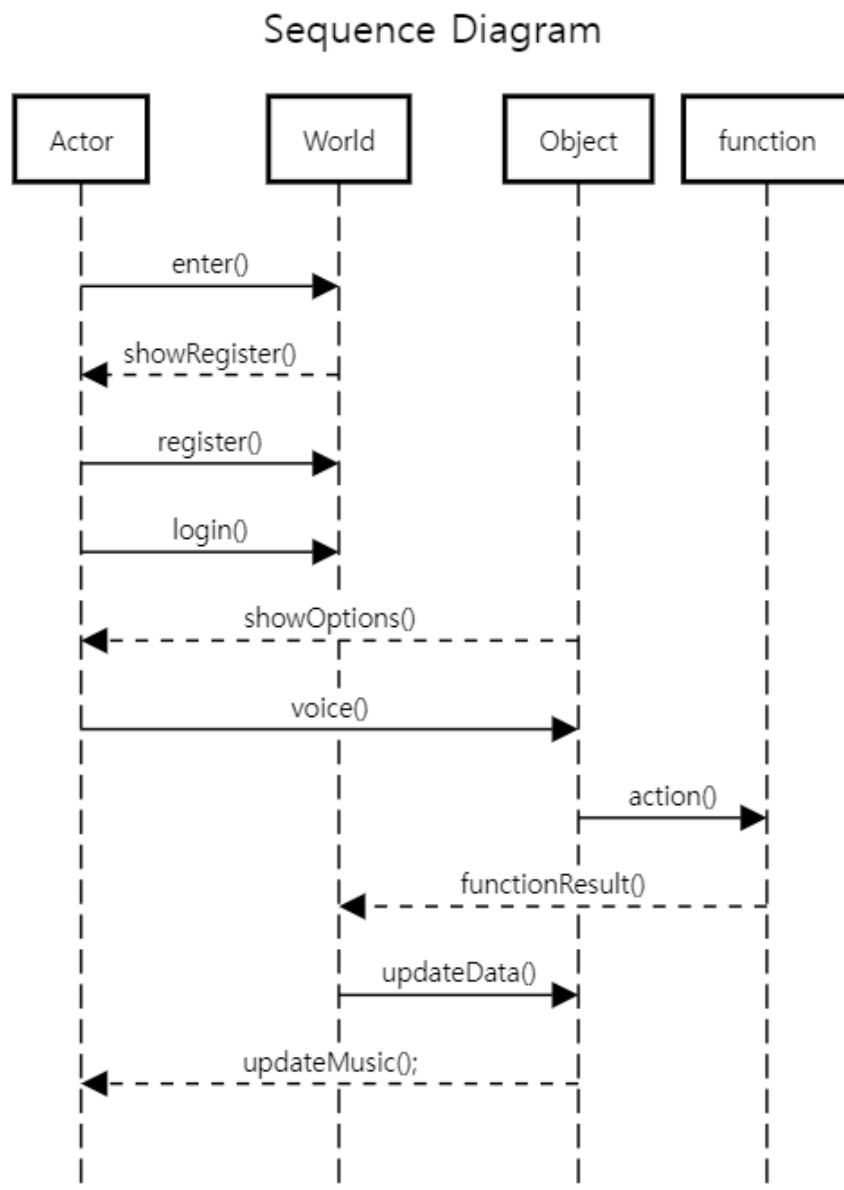 Sequence Diagram
Actor
World
Object
function
enter()
showRegister()
register()
login()
showOptions()
voice()
action()
functionResult()
updateData()
updateMusic();